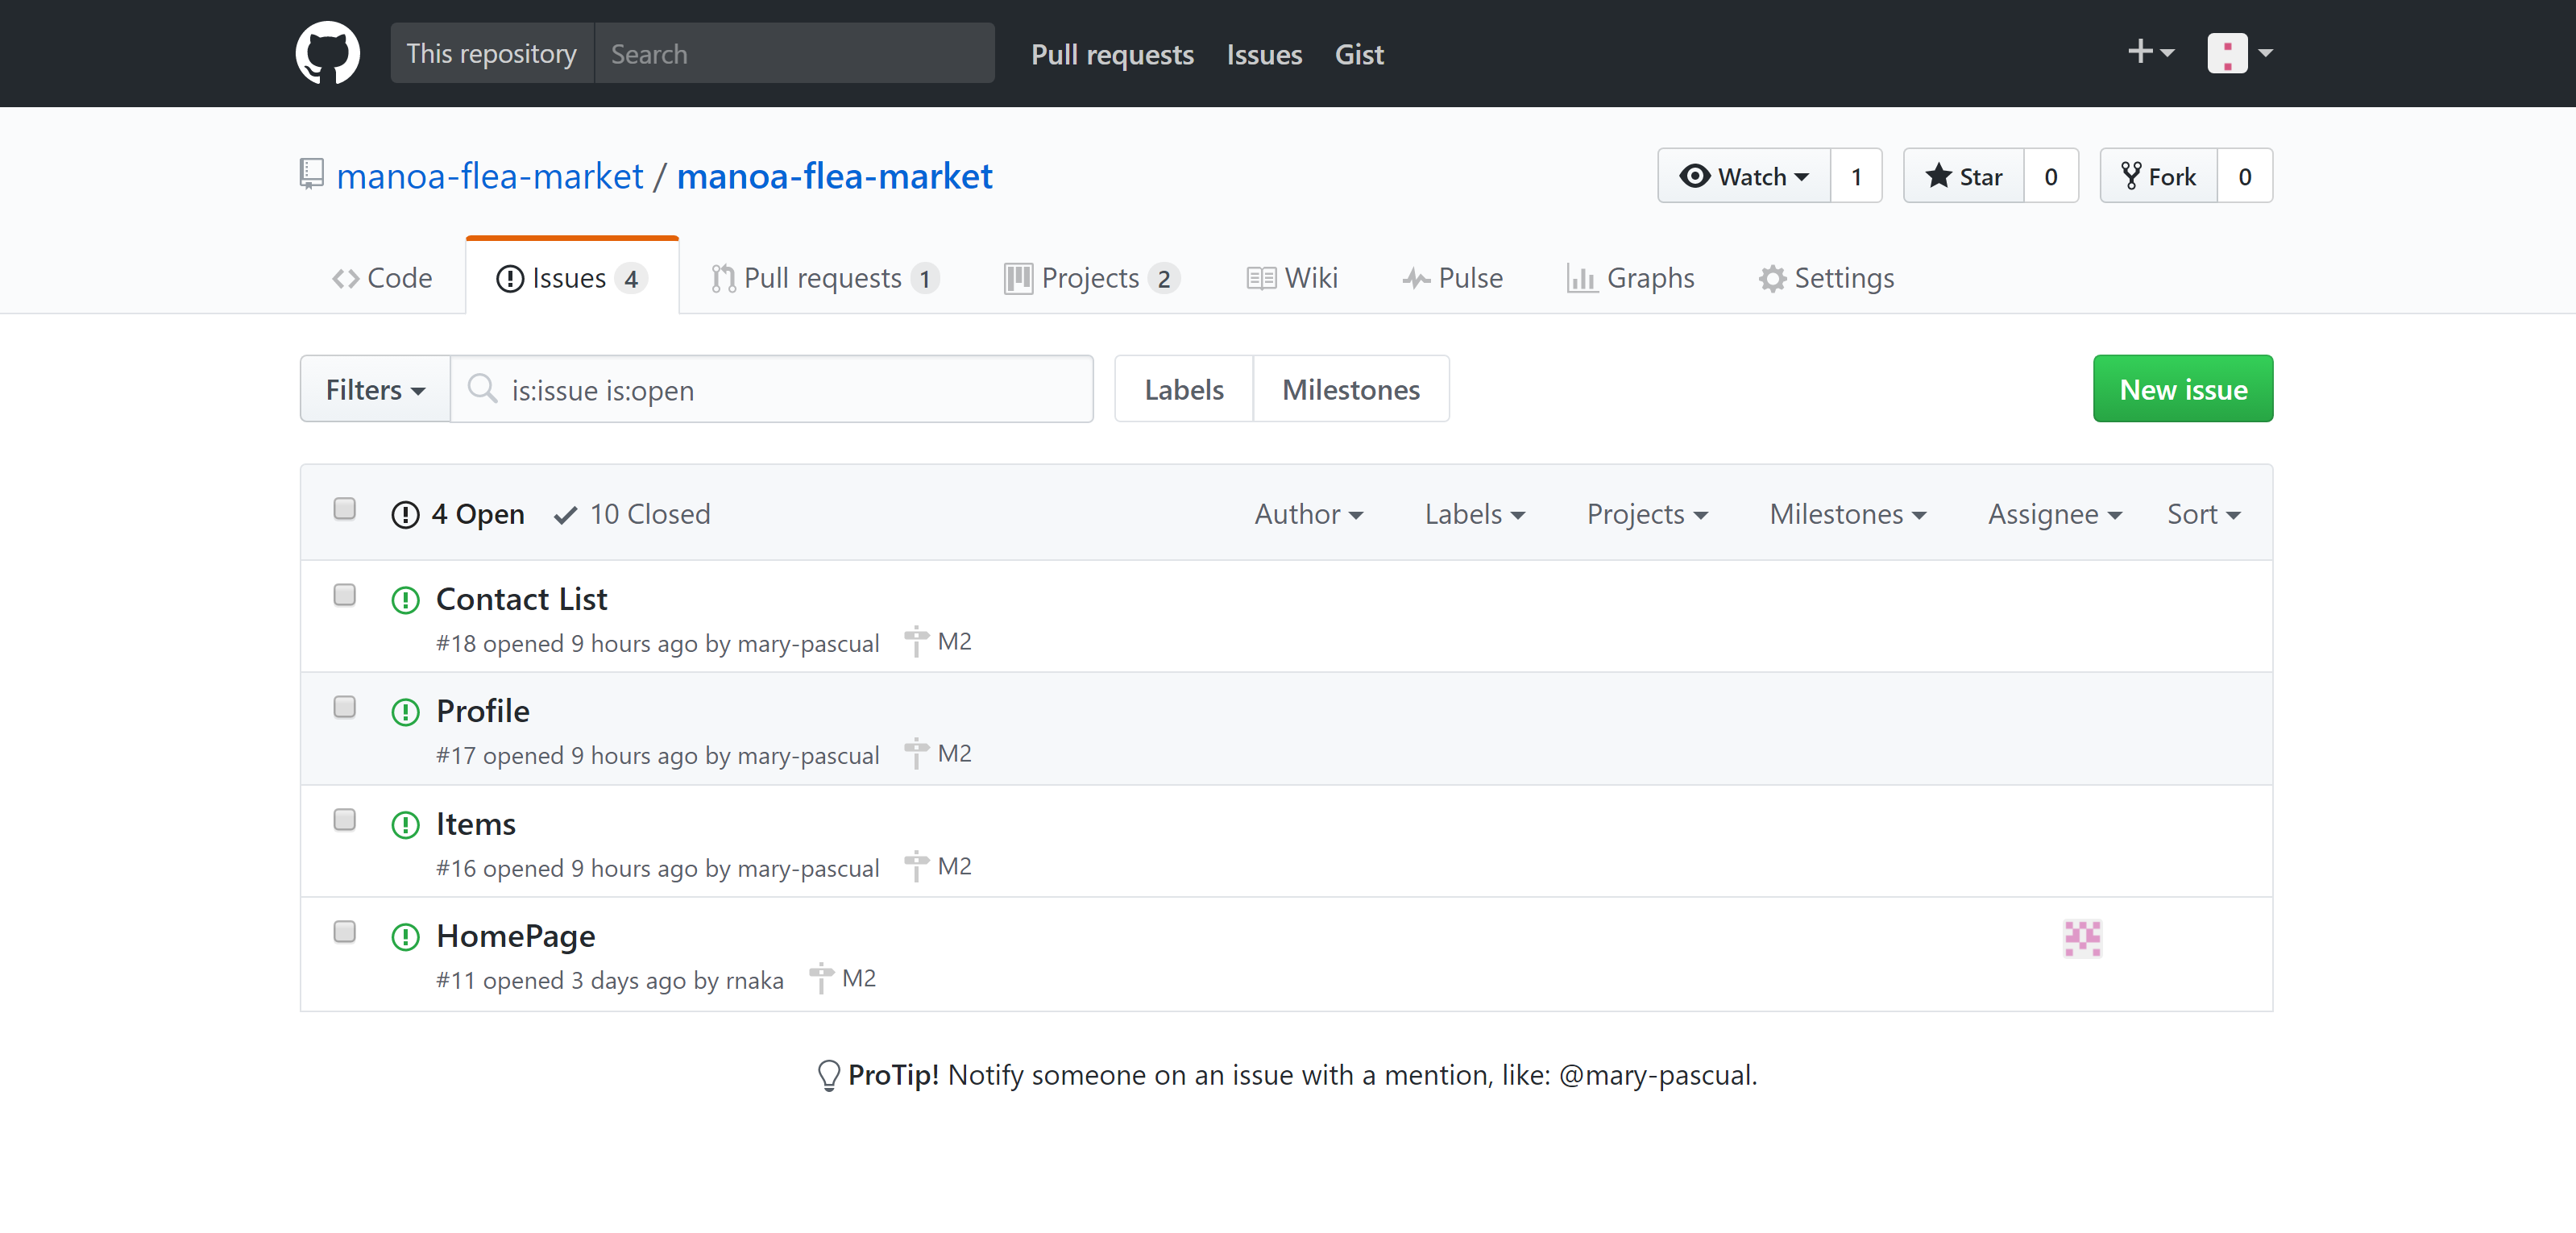 This repository Search Pull requests Issues Gist
manoa-flea-market / manoa-flea-market Watch 1 Star 0 Fork 0
Code Issues 4 Pull requests 1 Projects 2 Wiki Pulse Graphs Settings
Filters is:issue is:open Labels Milestones New issue
4 Open 10 Closed Author Labels Projects Milestones Assignee Sort
Contact List
#18 opened 9 hours ago by mary-pascual M2
Profile
#17 opened 9 hours ago by mary-pascual M2
Items
#16 opened 9 hours ago by mary-pascual M2
HomePage
#11 opened 3 days ago by rnaka M2
ProTip! Notify someone on an issue with a mention, like: @mary-pascual.